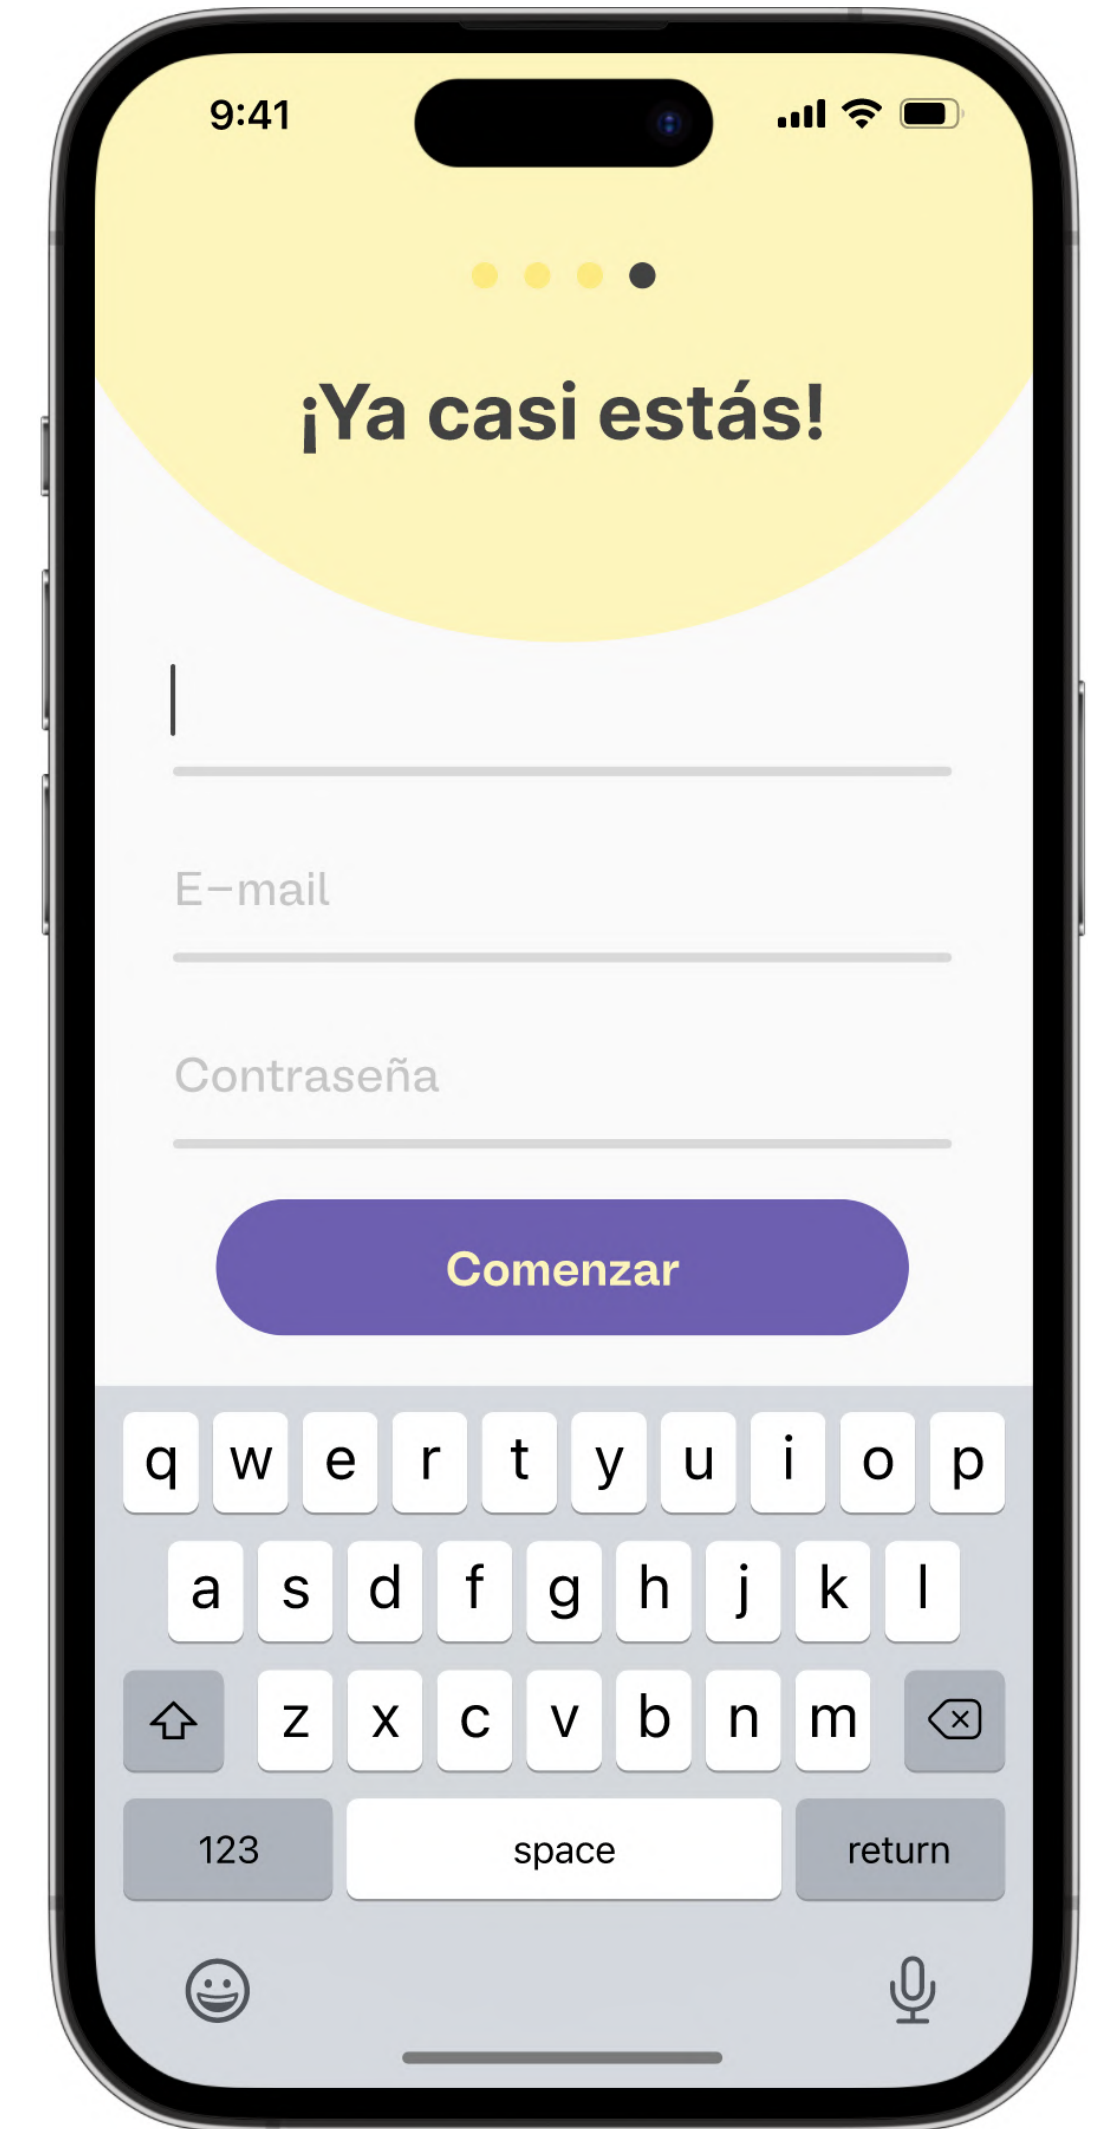 9:41
¡Ya casi estás!
E-mail
Contraseña
Comenzar
q w e r t y u i o p
a s d f g h j k l
z x c v b n m
123 space return